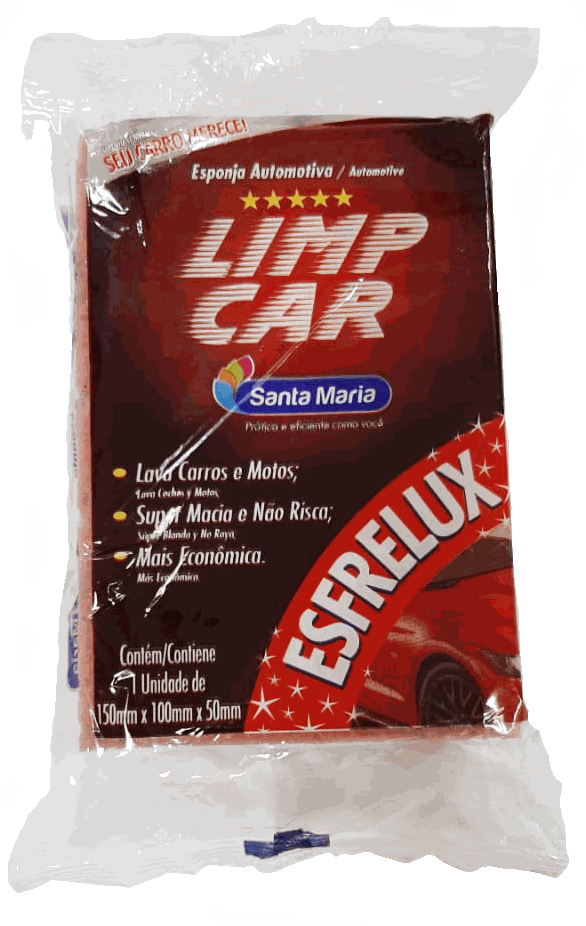 SEU CARRO MERECE!
Esponja Automotiva / Automotive
LIMP
CAR
Santa Maria
Prático e eficiente como você
Lava Carros e Motos;
Lava Coches y Motos;
Super Macia e Não Risca;
Súper Blanda y No Raya;
Mais Econômica.
Más Económica.
ESFRELUX
Contém/Contiene
1 Unidade de
150mm x 100mm x 50mm